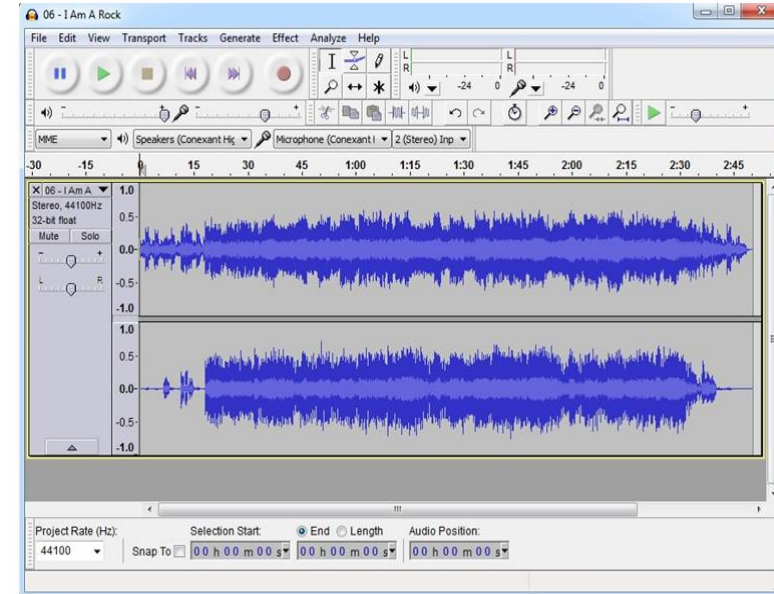 06 - I Am A Rock
File Edit View Transport Tracks Generate Effect Analyze Help
L L
R R
-24 0 -24 0
MME Speakers (Conexant Hig Microphone (Conexant I 2 (Stereo) Inp
-30 -15 0 15 30 45 1:00 1:15 1:30 1:45 2:00 2:15 2:30 2:45
X 06 - I Am A 1.0
Stereo, 44100Hz
32-bit float 0.5-
Mute Solo
- + 0.0-
L R -0.5-
-1.0
1.0
0.5-
0.0-
-0.5-
-1.0
Project Rate (Hz): Selection Start: End Length Audio Position:
44100 Snap To 00 h 00 m 00 s 00 h 00 m 00 s 00 h 00 m 00 s